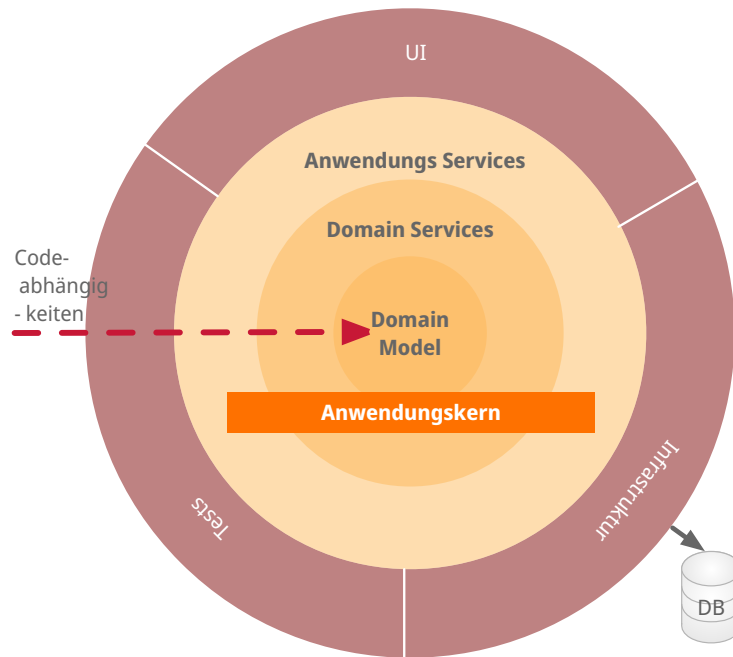 UI
Anwendungs Services
Domain Services
Code-
abhängig
- keiten
Domain
Model
Anwendungskern
Infrastruktur
Tests
DB